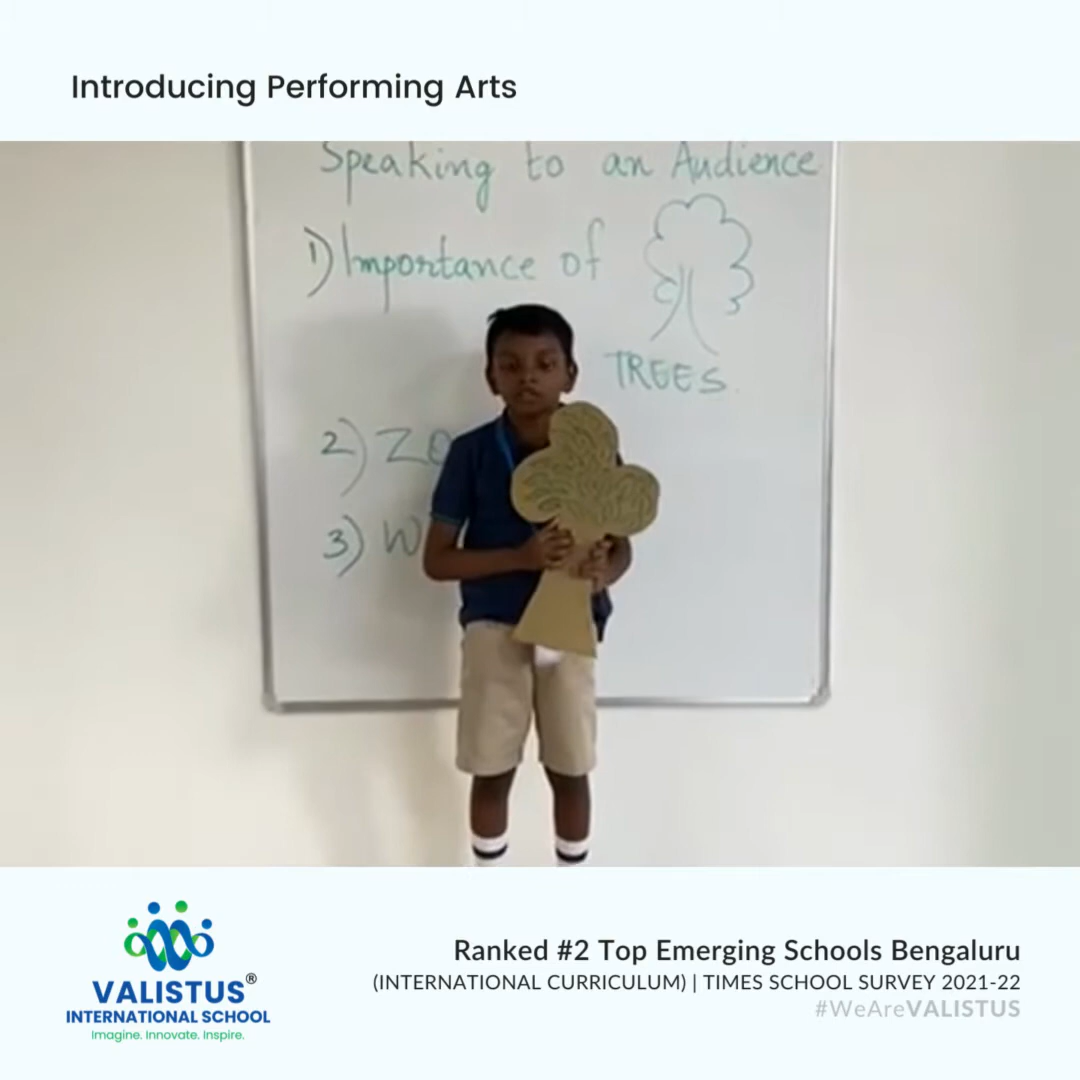 Introducing Performing Arts
Speaking to an Audience
1) Importance of
TREES
2) ZO
3) W
VALISTUS®
INTERNATIONAL SCHOOL
Imagine. Innovate. Inspire.
Ranked #2 Top Emerging Schools Bengaluru
(INTERNATIONAL CURRICULUM) | TIMES SCHOOL SURVEY 2021-22
#WeAreVALISTUS